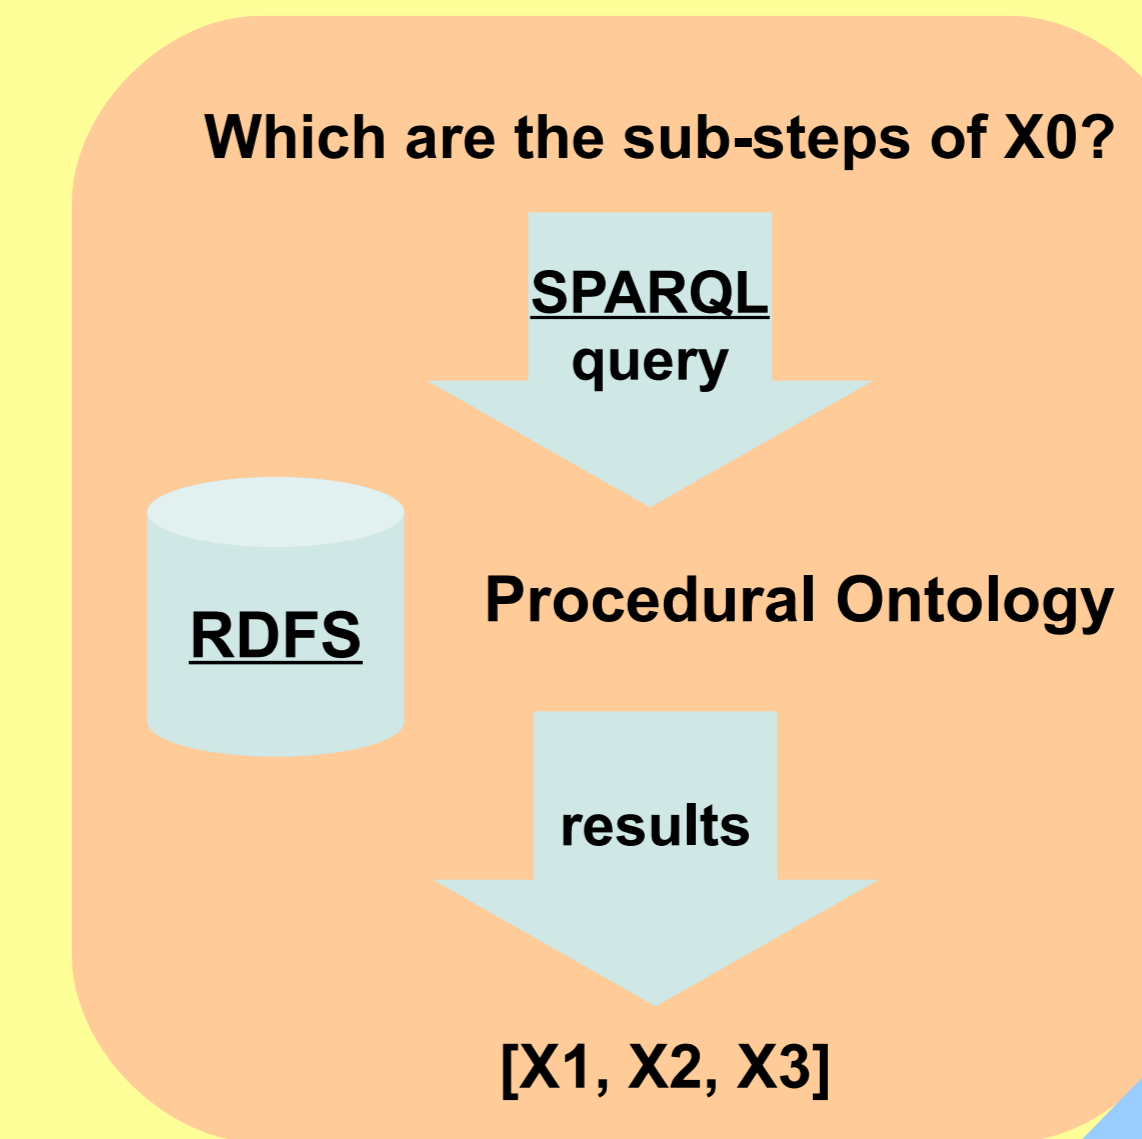 Which are the sub-steps of X0?
SPARQL
query
RDFS
Procedural Ontology
results
[X1, X2, X3]